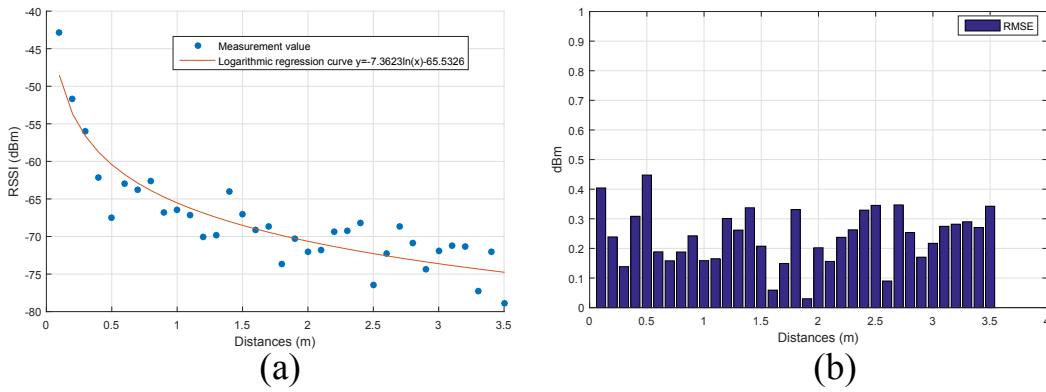 -40
-45
-50
-55
-60
-65
-70
-75
-80
RSSI (dBm)
Measurement value
Logarithmic regression curve y=-7.3623ln(x)-65.5326
0 0.5 1 1.5 2 2.5 3 3.5
Distances (m)
(a)
1
0.9
0.8
0.7
0.6
0.5
0.4
0.3
0.2
0.1
0
dBm
RMSE
0 0.5 1 1.5 2 2.5 3 3.5 4
Distances (m)
(b)